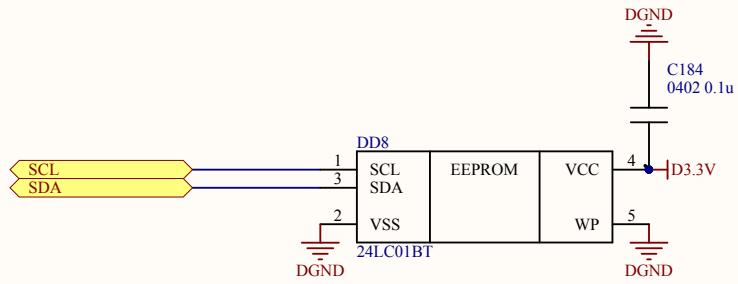 DGND
C184
0402 0.1u
DD8
SCL 1 SCL EEPROM VCC 4 D3.3V
SDA 3 SDA
2 VSS WP 5
24LC01BT
DGND DGND